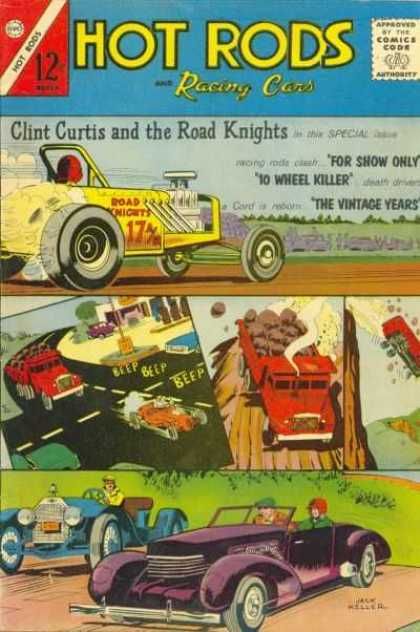 HOT RODS
12
HOT RODS
AND Racing Cars
APPROVED
BY THE
COMICS
CODE
AUTHORITY
Clint Curtis and the Road Knights in this SPECIAL issue
racing rods clash... "FOR SHOW ONLY"
"10 WHEEL KILLER" . death drivers
a Cord is reborn. "THE VINTAGE YEARS"
ROAD
KNIGHTS
17
BEEP BEEP
BEEP
JACK
KELLER